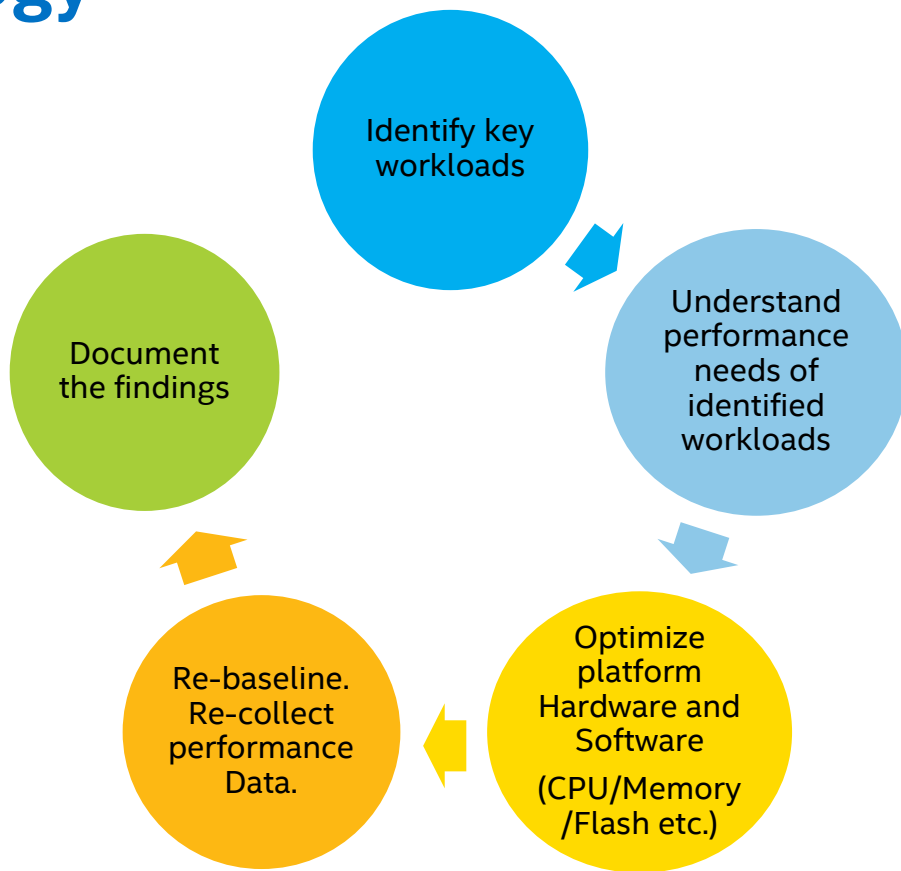 Identify key
workloads
Understand
performance
needs of
identified
workloads
Optimize
platform
Hardware and
Software
(CPU/Memory
/Flash etc.)
Re-baseline.
Re-collect
performance
Data.
Document
the findings